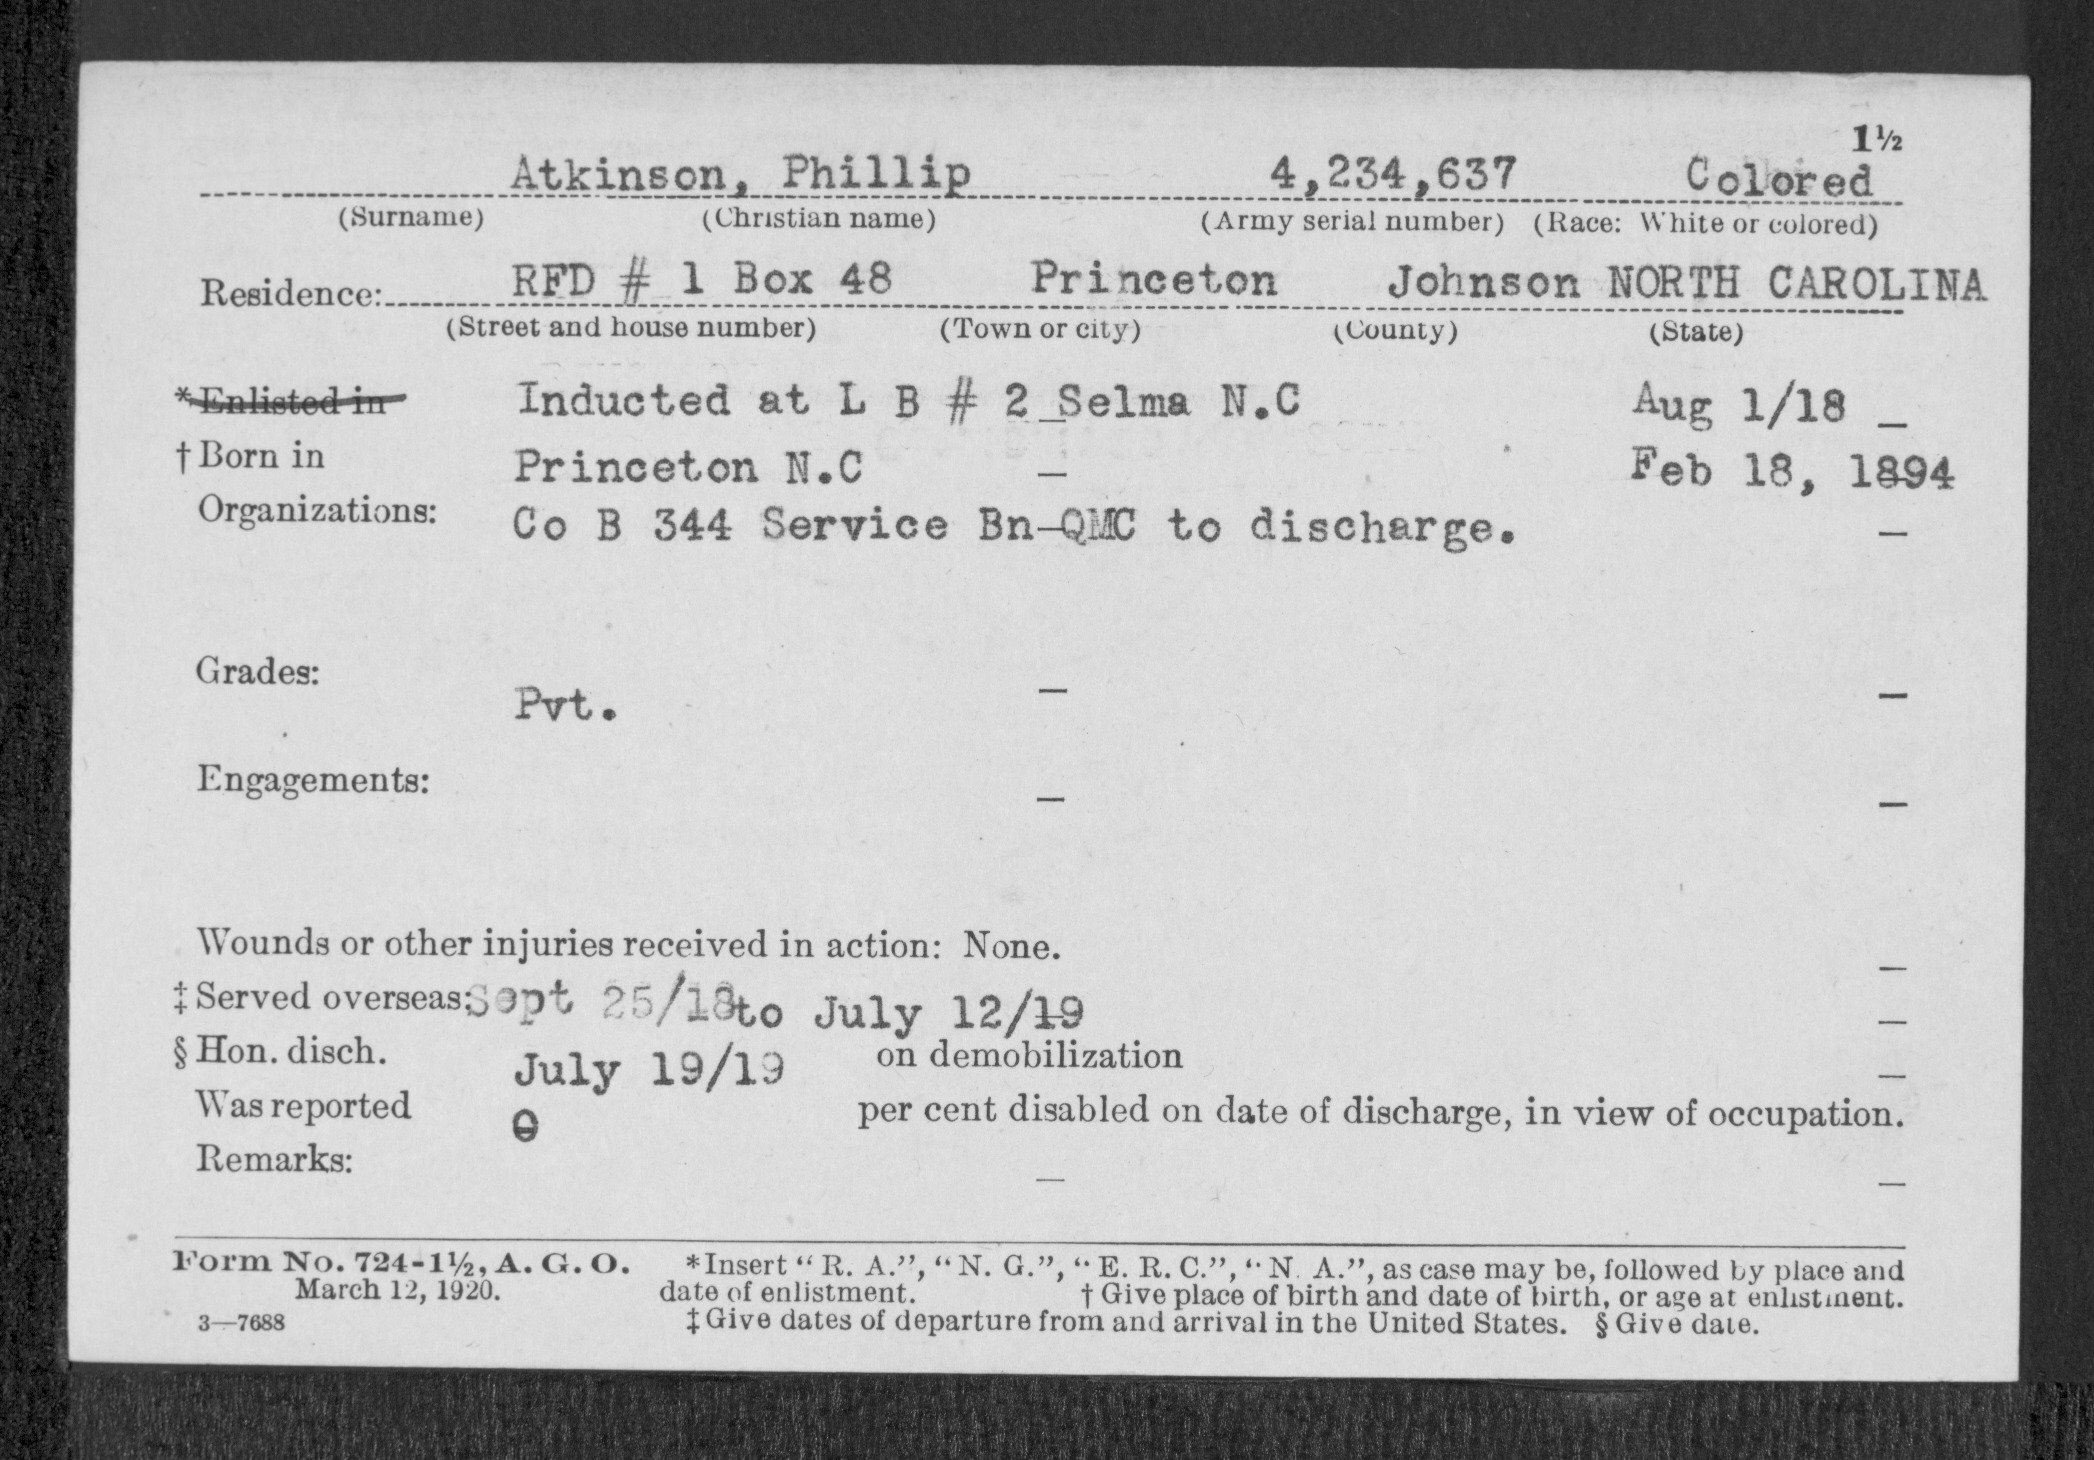 1½
Atkinson, Phillip 4,234,637 Colored
(Surname) (Christian name) (Army serial number) (Race: White or colored)
Residence: RFD # 1 Box 48 Princeton Johnson NORTH CAROLINA
(Street and house number) (Town or city) (County) (State)
*Enlisted in Inducted at L B # 2 Selma N.C Aug 1/18
†Born in Princeton N.C Feb 18, 1894
Organizations: Co B 344 Service Bn-QMC to discharge.
Grades: Pvt.
Engagements:
Wounds or other injuries received in action: None.
‡Served overseas: Sept 25/18 to July 12/19
§Hon. disch. July 19/19 on demobilization
Was reported 0 per cent disabled on date of discharge, in view of occupation.
Remarks:
Form No. 724-1½, A. G. O. *Insert "R. A.", "N. G.", "E. R. C.", "N. A.", as case may be, followed by place and
March 12, 1920. date of enlistment. †Give place of birth and date of birth, or age at enlistment.
3—7688 ‡Give dates of departure from and arrival in the United States. §Give date.